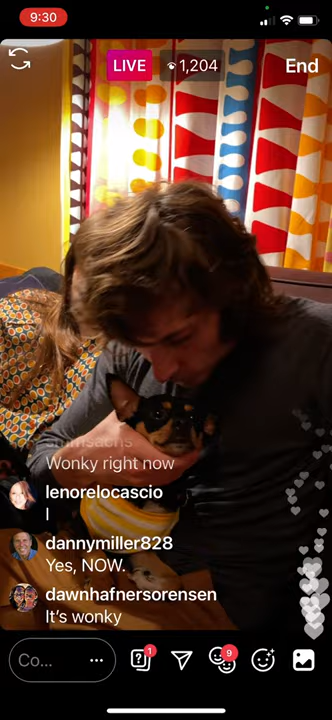 9:30
LIVE
1,204
End
Wonky right now
lenorelocascio
I
dannymiller828
Yes, NOW.
dawnhafnersorensen
It's wonky
Co...
1
9